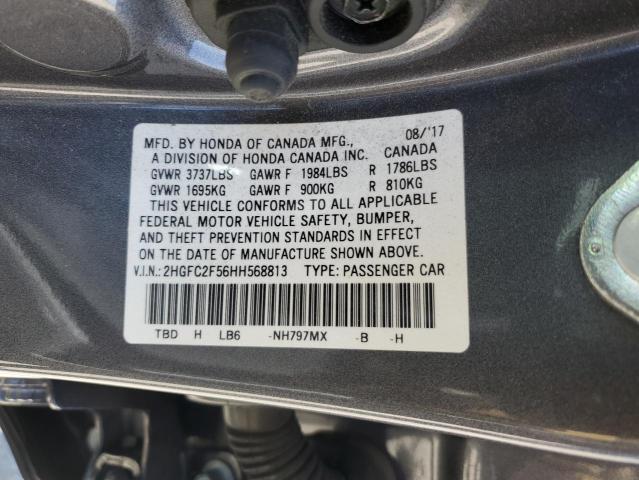 MFD. BY HONDA OF CANADA MFG., 08/'17
A DIVISION OF HONDA CANADA INC. CANADA
GVWR 3737LBS GAWR F 1984LBS R 1786LBS
GVWR 1695KG GAWR F 900KG R 810KG
THIS VEHICLE CONFORMS TO ALL APPLICABLE
FEDERAL MOTOR VEHICLE SAFETY, BUMPER,
AND THEFT PREVENTION STANDARDS IN EFFECT
ON THE DATE OF MANUFACTURE SHOWN ABOVE.
V.I.N.: 2HGFC2F56HH568813 TYPE: PASSENGER CAR
TBD H LB6 -NH797MX -B -H